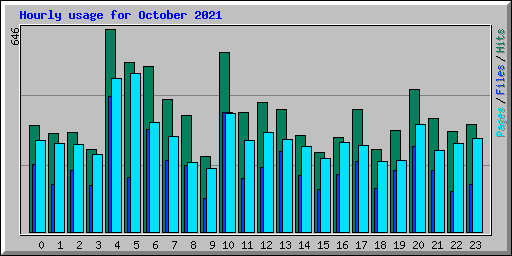 Hourly usage for October 2021
646
Pages/Files/Hits
0 1 2 3 4 5 6 7 8 9 10 11 12 13 14 15 16 17 18 19 20 21 22 23